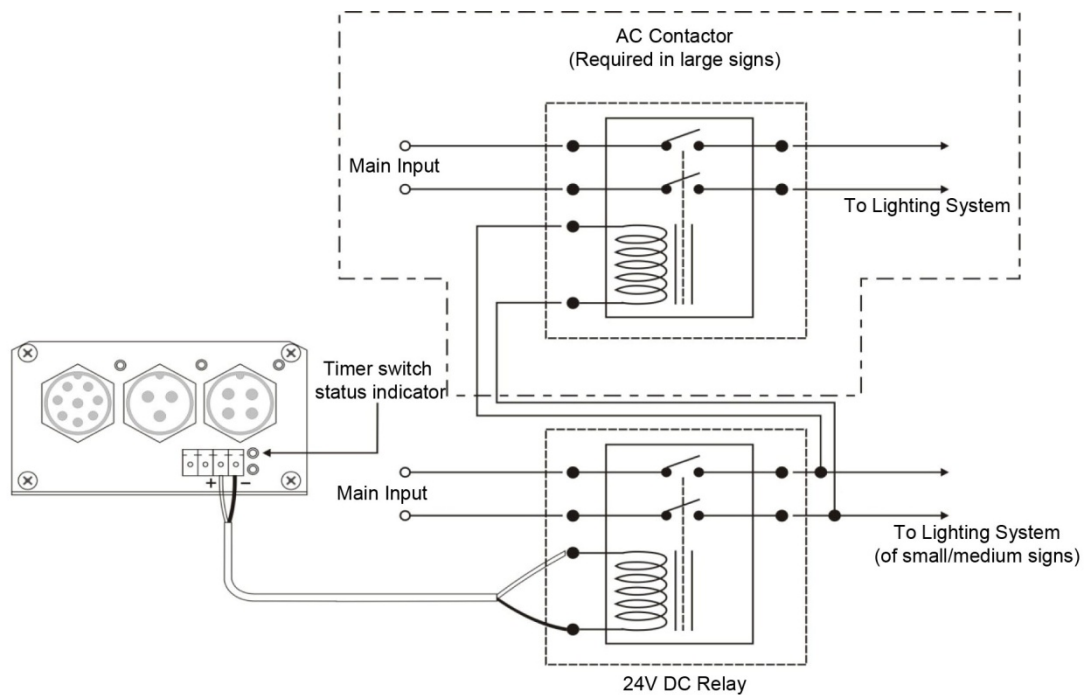 AC Contactor
(Required in large signs)
Main Input
To Lighting System
Timer switch
status indicator
+ −
Main Input
To Lighting System
(of small/medium signs)
24V DC Relay